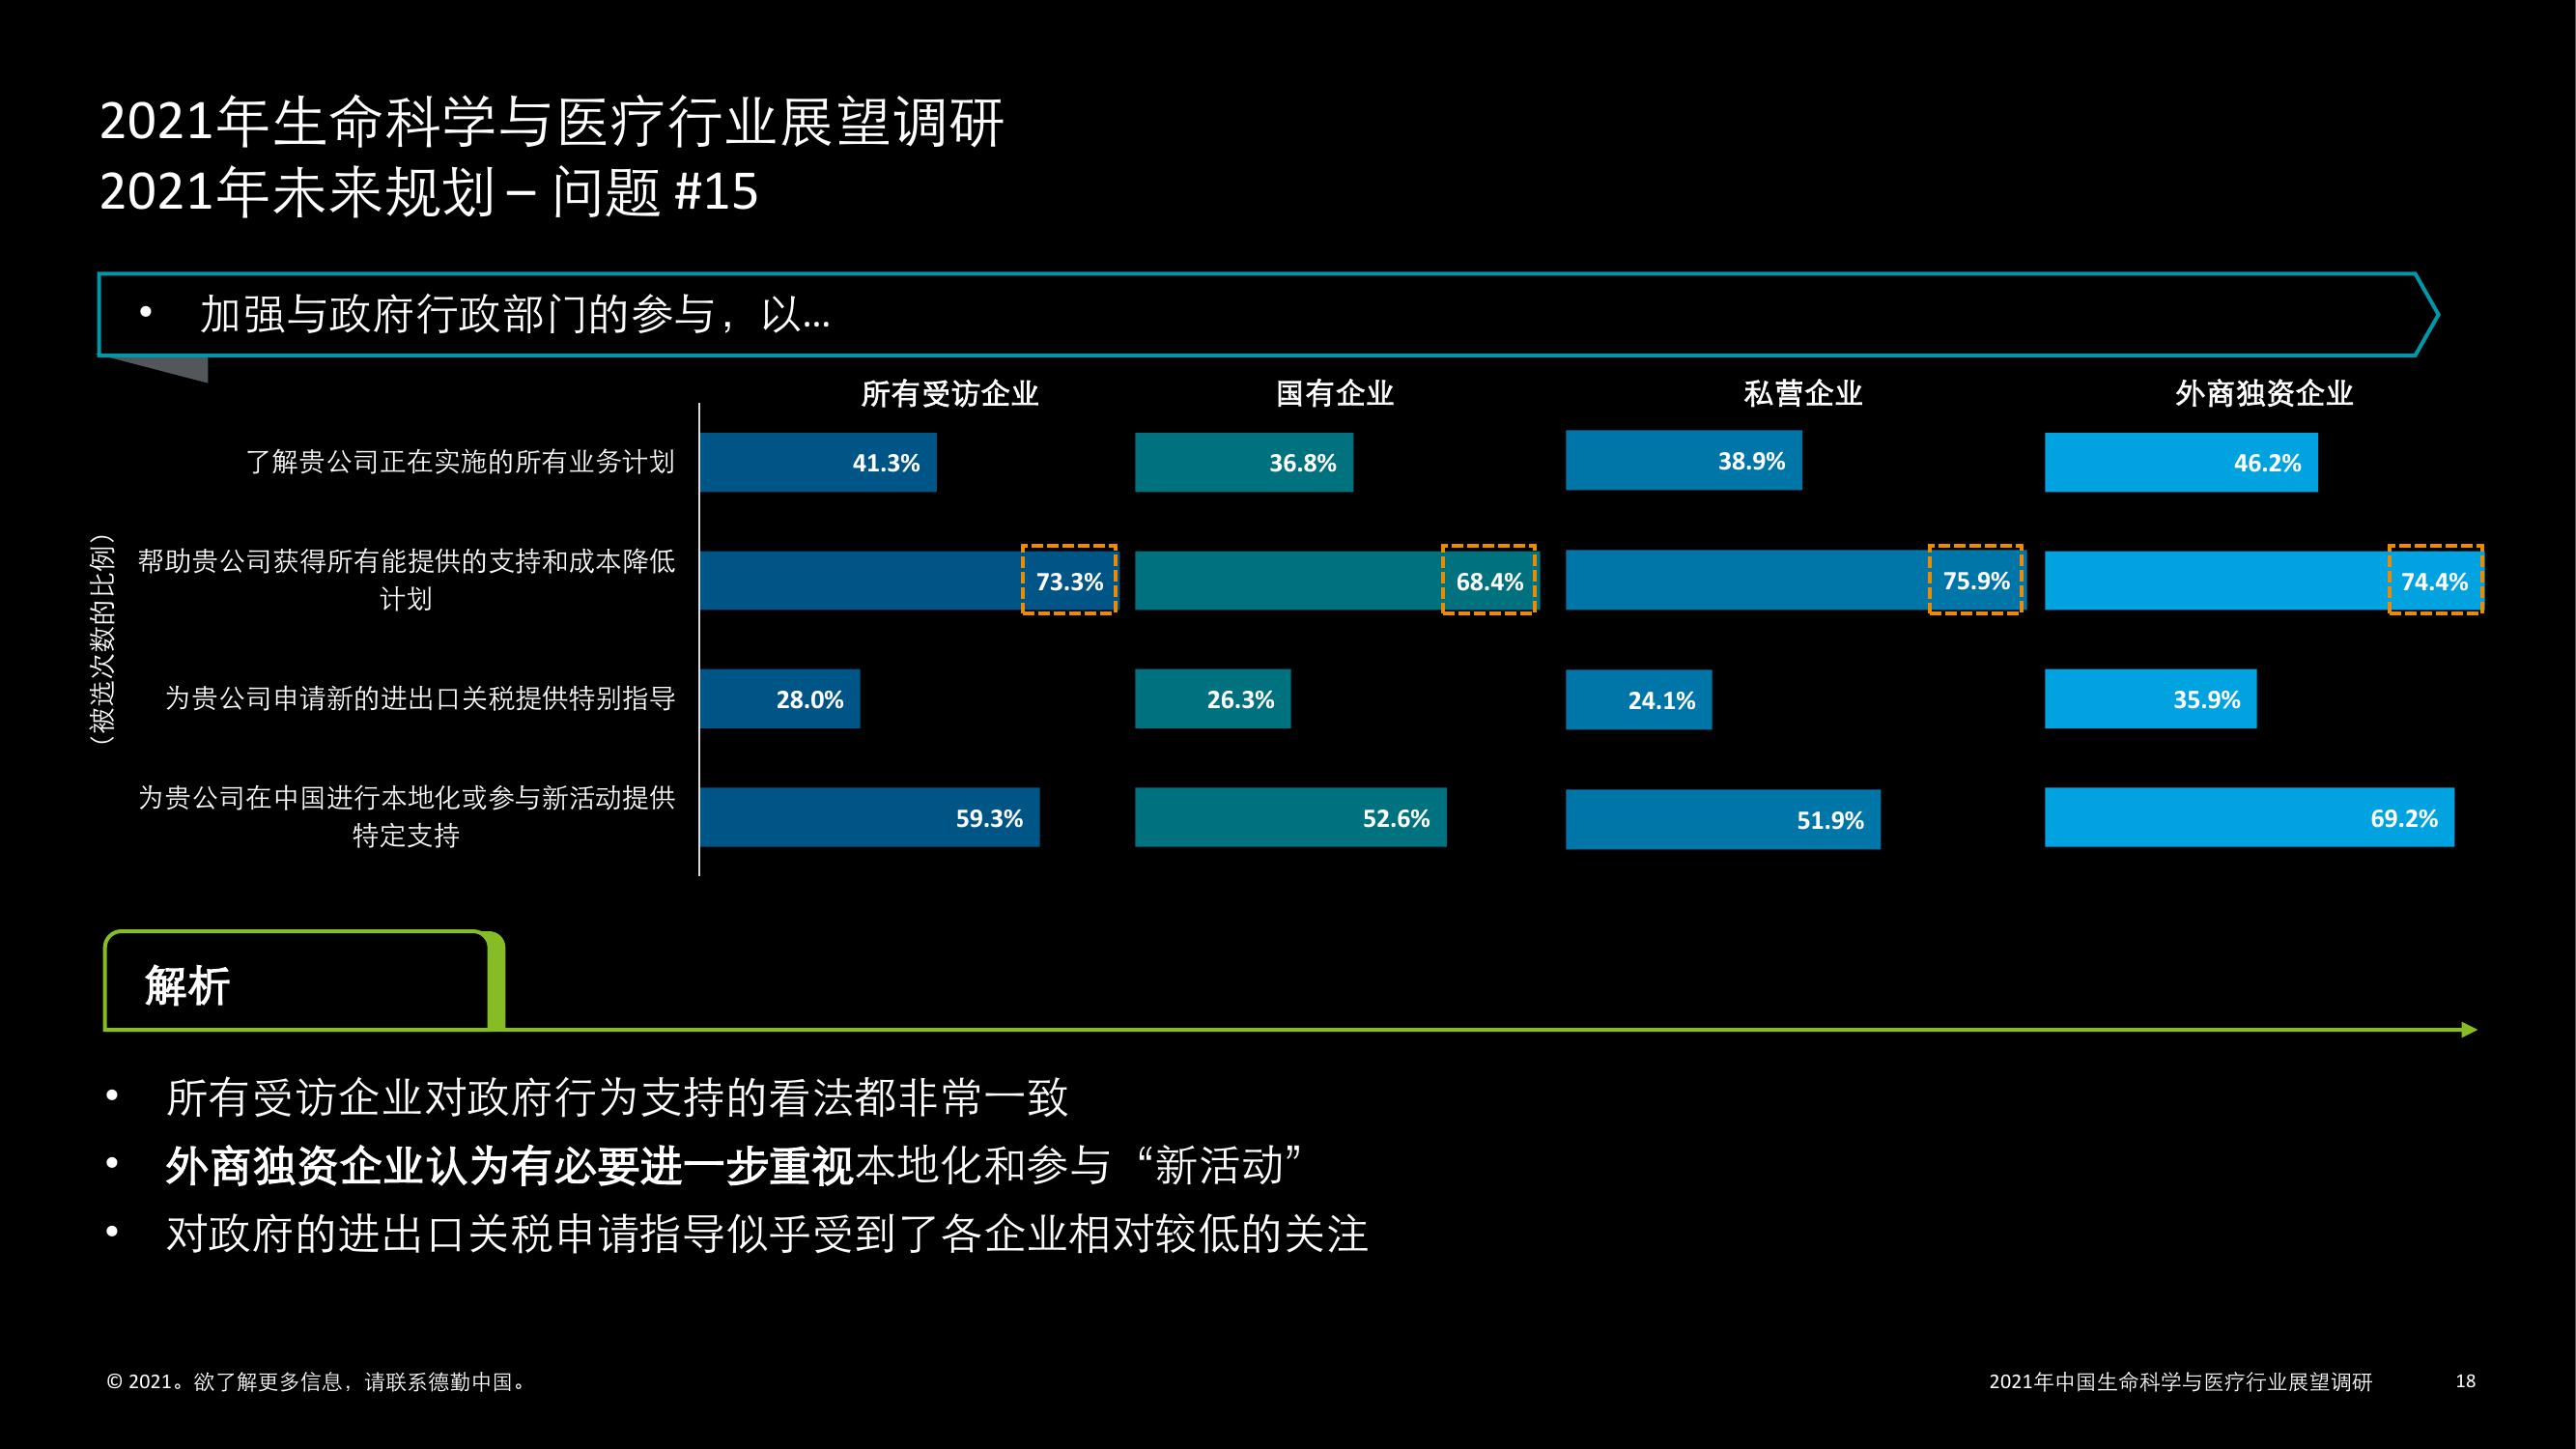 2021年生命科学与医疗行业展望调研
2021年未来规划 – 问题 #15
• 加强与政府行政部门的参与，以...
所有受访企业 国有企业 私营企业 外商独资企业
（被选次数的比例）
了解贵公司正在实施的所有业务计划 41.3% 36.8% 38.9% 46.2%
帮助贵公司获得所有能提供的支持和成本降低
计划 73.3% 68.4% 75.9% 74.4%
为贵公司申请新的进出口关税提供特别指导 28.0% 26.3% 24.1% 35.9%
为贵公司在中国进行本地化或参与新活动提供
特定支持 59.3% 52.6% 51.9% 69.2%
解析
• 所有受访企业对政府行为支持的看法都非常一致
• 外商独资企业认为有必要进一步重视本地化和参与“新活动”
• 对政府的进出口关税申请指导似乎受到了各企业相对较低的关注
© 2021。欲了解更多信息，请联系德勤中国。
2021年中国生命科学与医疗行业展望调研 18